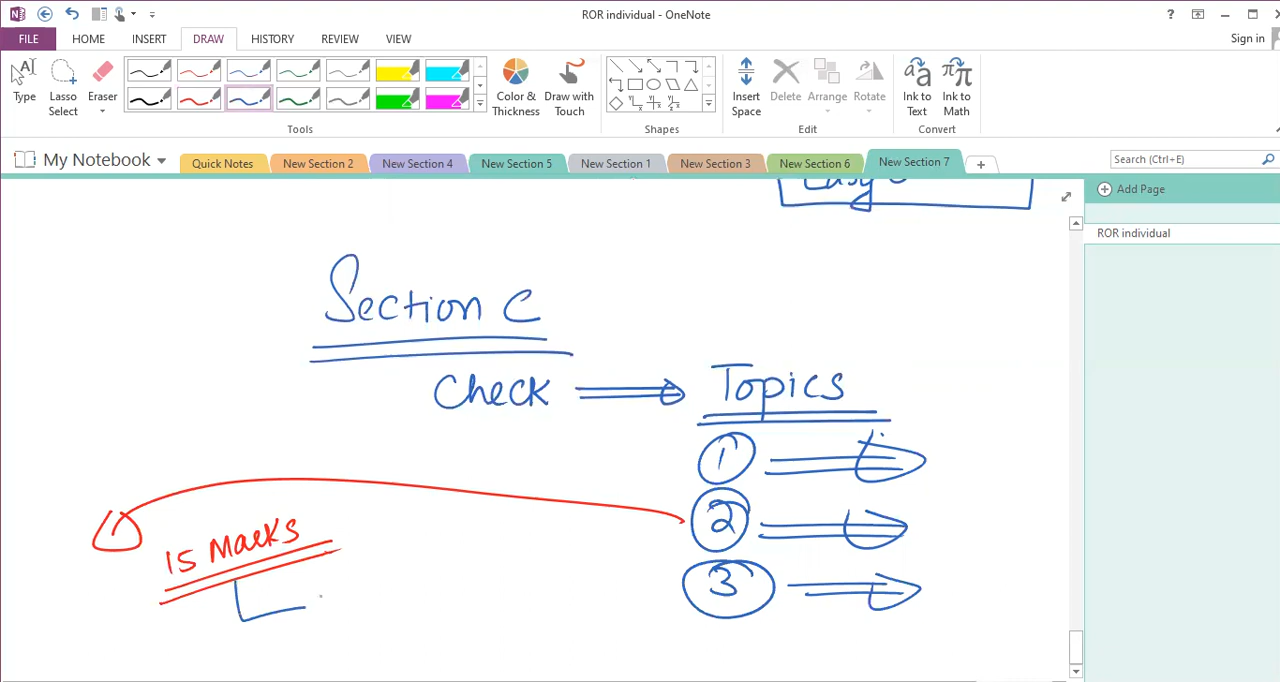 ROR individual - OneNote
?
FILE HOME INSERT DRAW HISTORY REVIEW VIEW
Sign in
Type
Lasso Select
Eraser
Color & Thickness
Draw with Touch
Insert Space
Delete
Arrange
Rotate
Ink to Text
Ink to Math
Tools
Shapes
Edit
Convert
My Notebook
Quick Notes
New Section 2
New Section 4
New Section 5
New Section 1
New Section 3
New Section 6
New Section 7
Search (Ctrl+E)
Add Page
ROR individual
Section C
Check
Topics
1
2
3
1
15 Marks